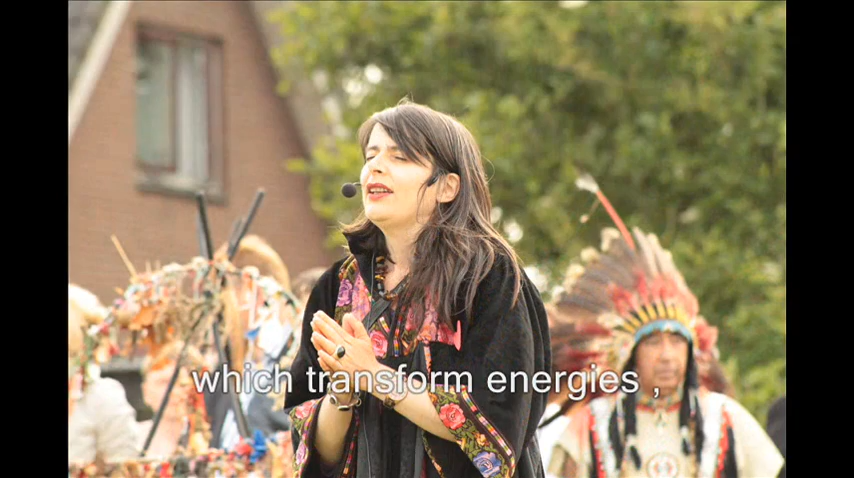 which transform energies ,